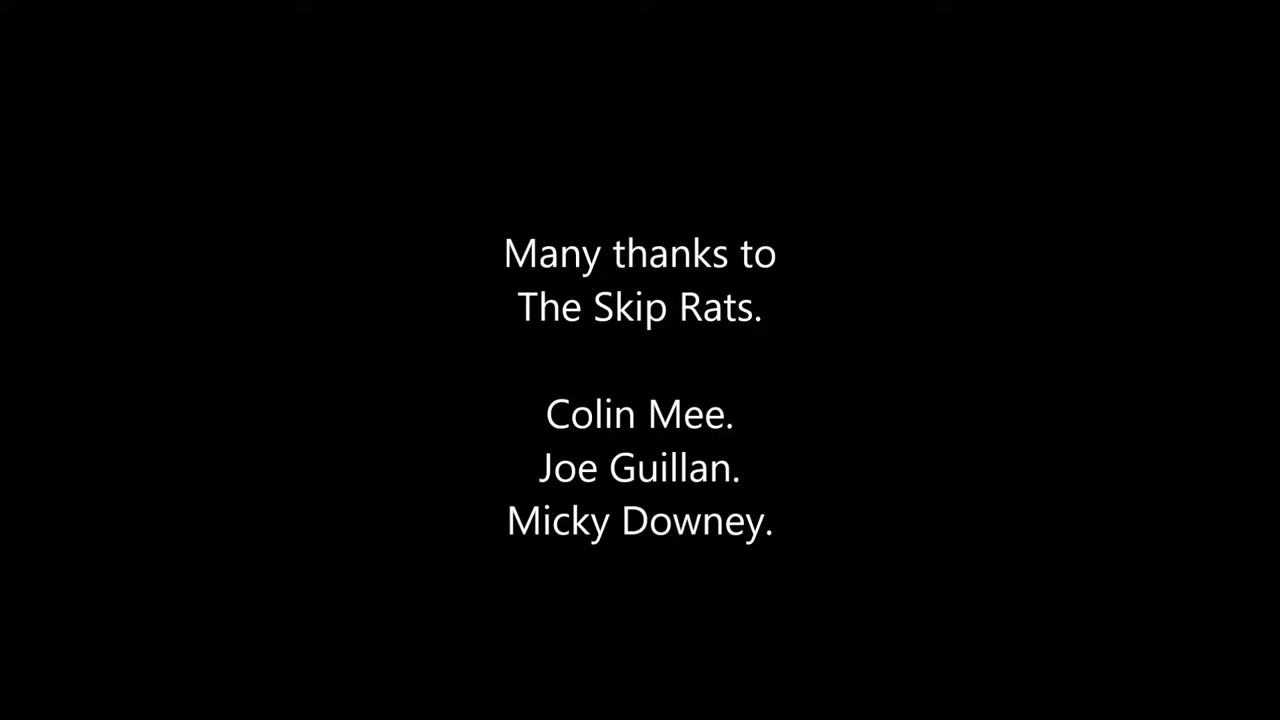 Many thanks to
The Skip Rats.
Colin Mee.
Joe Guillan.
Micky Downey.